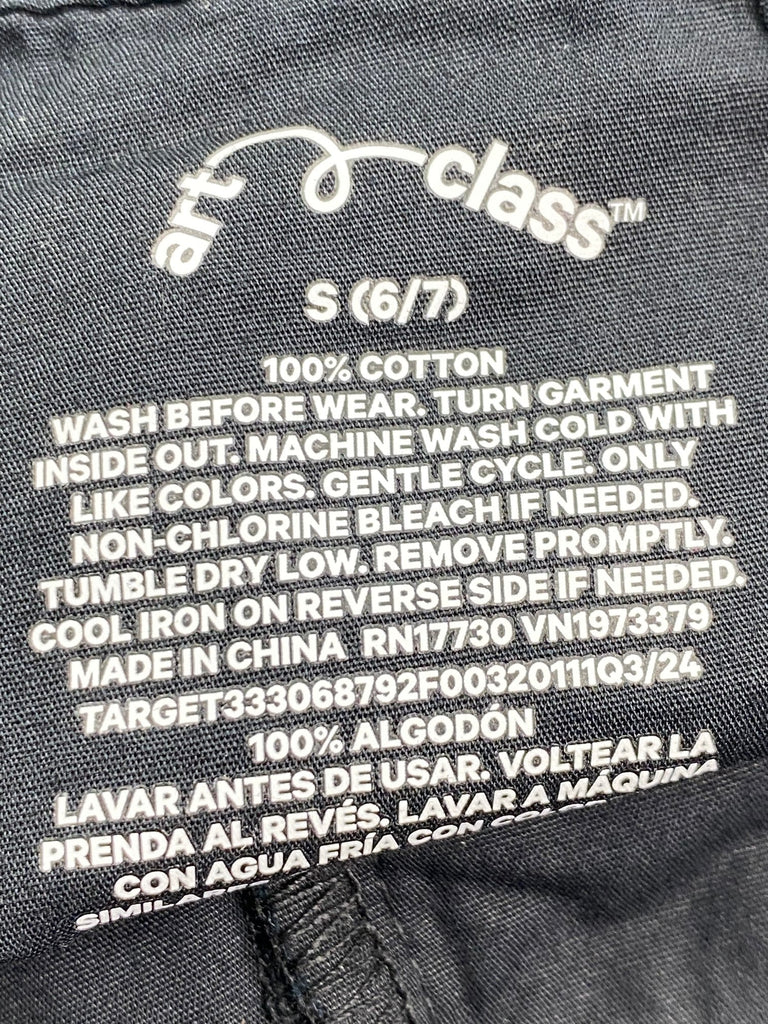 art class™
S (6/7)
100% COTTON
WASH BEFORE WEAR. TURN GARMENT
INSIDE OUT. MACHINE WASH COLD WITH
LIKE COLORS. GENTLE CYCLE. ONLY
NON-CHLORINE BLEACH IF NEEDED.
TUMBLE DRY LOW. REMOVE PROMPTLY.
COOL IRON ON REVERSE SIDE IF NEEDED.
MADE IN CHINA RN17730 VN1973379
TARGET333068792F00320111Q3/24
100% ALGODÓN
LAVAR ANTES DE USAR. VOLTEAR LA
PRENDA AL REVÉS. LAVAR A MÁQUINA
CON AGUA FRÍA CON